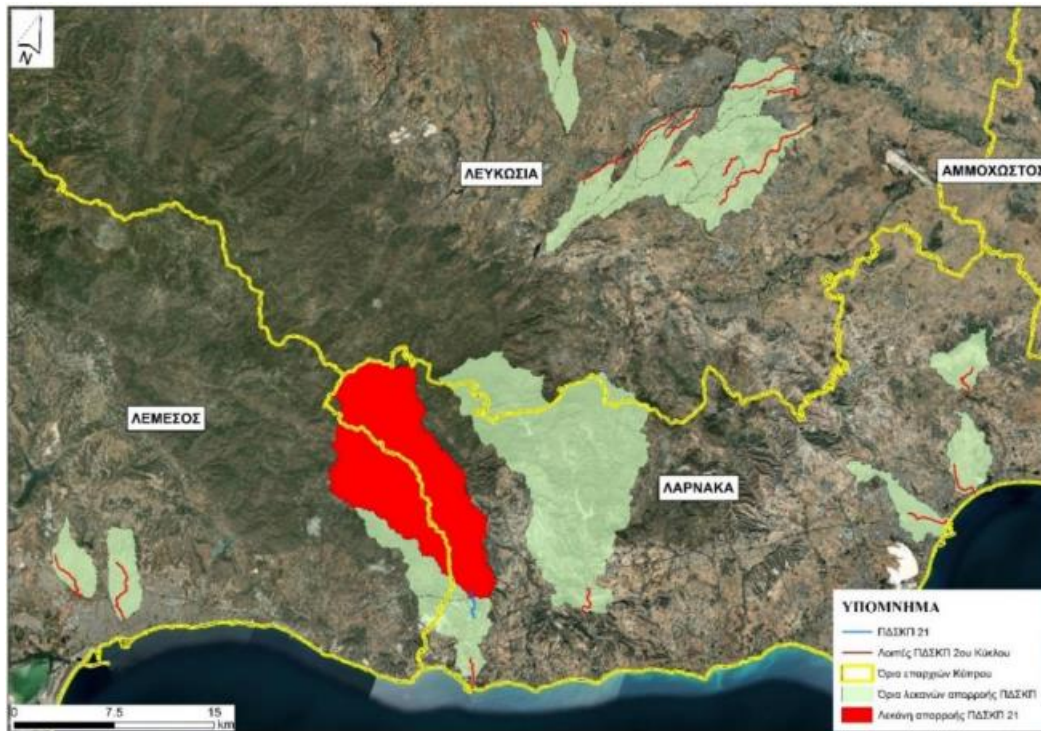 N
ΛΕΥΚΩΣΙΑ
ΑΜΜΟΧΩΣΤΟΣ
ΛΕΜΕΣΟΣ
ΛΑΡΝΑΚΑ
ΥΠΟΜΝΗΜΑ
ΠΔΣΚΠ 21
Λοιπές ΠΔΣΚΠ 2ου Κύκλου
Όρια επαρχιών Κύπρου
Όρια λεκανών απορροής ΠΔΣΚΠ
Λεκάνη απορροής ΠΔΣΚΠ 21
0 7.5 15
km